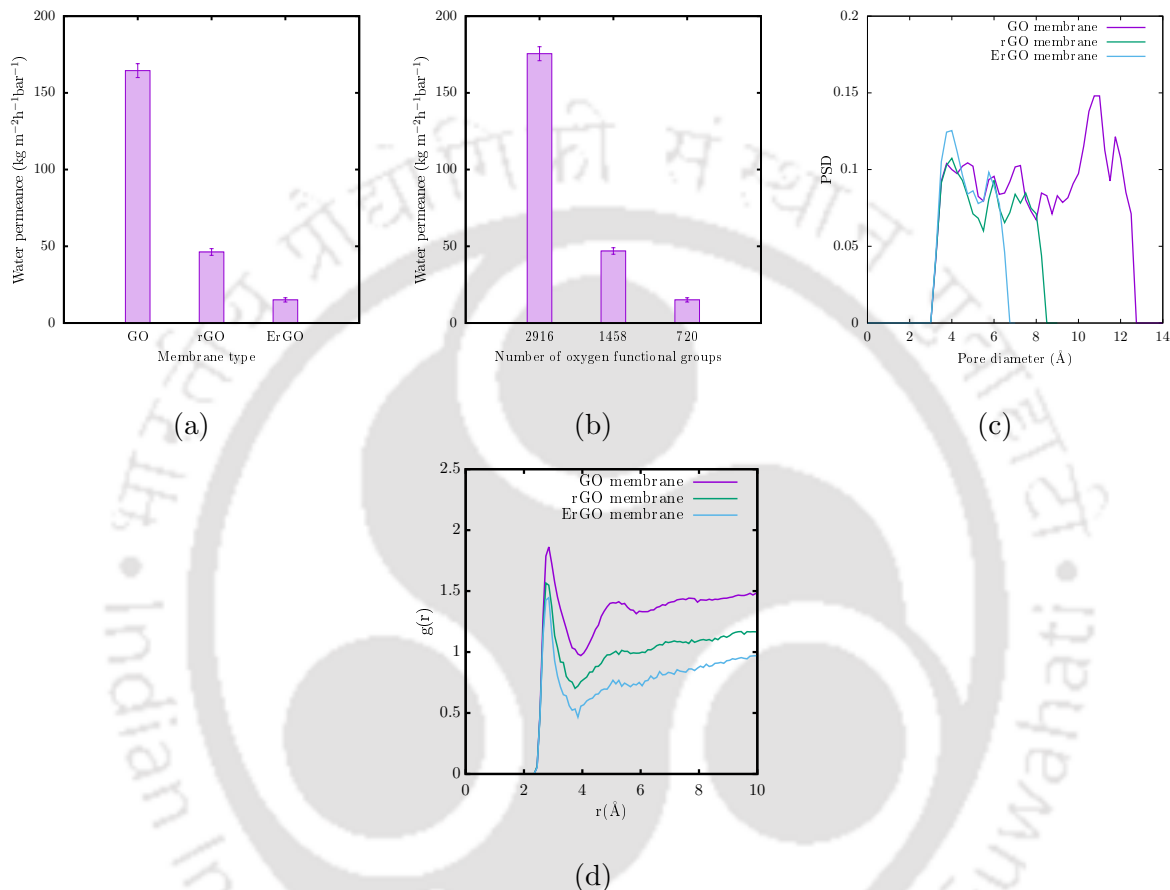 200
150
100
50
0
Water permeance (kg m⁻²h⁻¹bar⁻¹)
GO rGO ErGO
Membrane type
(a)
200
150
100
50
0
Water permeance (kg m⁻²h⁻¹bar⁻¹)
2916 1458 720
Number of oxygen functional groups
(b)
GO membrane
rGO membrane
ErGO membrane
0.2
0.15
0.1
0.05
0
PSD
0 2 4 6 8 10 12 14
Pore diameter (Å)
(c)
GO membrane
rGO membrane
ErGO membrane
2.5
2
1.5
1
0.5
0
g(r)
0 2 4 6 8 10
r(Å)
(d)
Indian In
uwahati